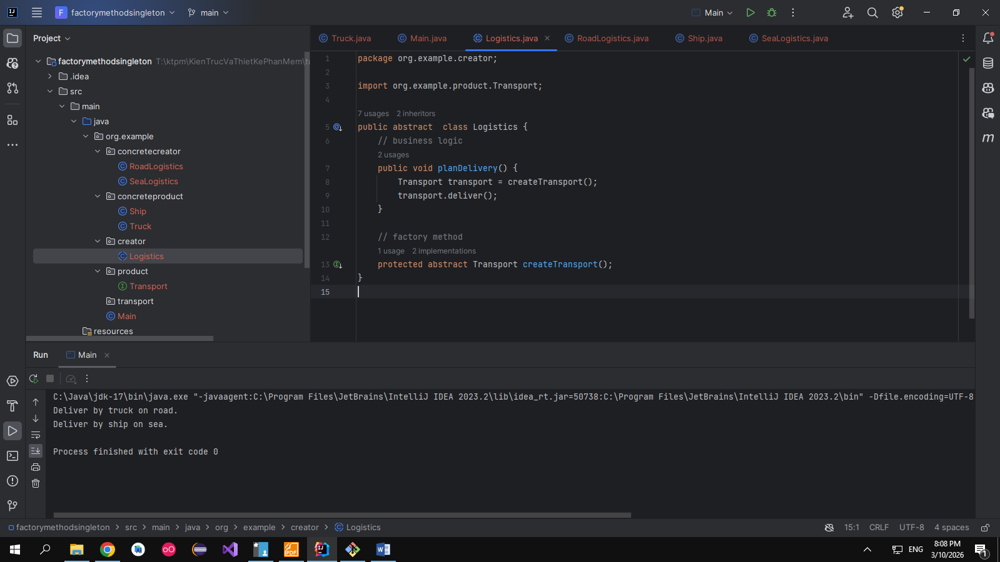 F factorymethodsingleton main Main
Project
factorymethodsingleton T:\ktpm\KienTrucVaThietKePhanMem\tu
.idea
src
main
java
org.example
concretecreator
RoadLogistics
SeaLogistics
concreteproduct
Ship
Truck
creator
Logistics
product
Transport
transport
Main
resources
Truck.java Main.java Logistics.java RoadLogistics.java Ship.java SeaLogistics.java
1 package org.example.creator;
2
3 import org.example.product.Transport;
4
7 usages 2 inheritors
5 public abstract  class Logistics {
6 // business logic
2 usages
7 public void planDelivery() {
8 Transport transport = createTransport();
9 transport.deliver();
10 }
11
12 // factory method
1 usage 2 implementations
13 protected abstract Transport createTransport();
14 }
15
Run Main
C:\Java\jdk-17\bin\java.exe "-javaagent:C:\Program Files\JetBrains\IntelliJ IDEA 2023.2\lib\idea_rt.jar=50738:C:\Program Files\JetBrains\IntelliJ IDEA 2023.2\bin" -Dfile.encoding=UTF-8
Deliver by truck on road.
Deliver by ship on sea.
Process finished with exit code 0
factorymethodsingleton > src > main > java > org > example > creator > Logistics 15:1 CRLF UTF-8 4 spaces
ENG 8:08 PM
3/10/2026
1